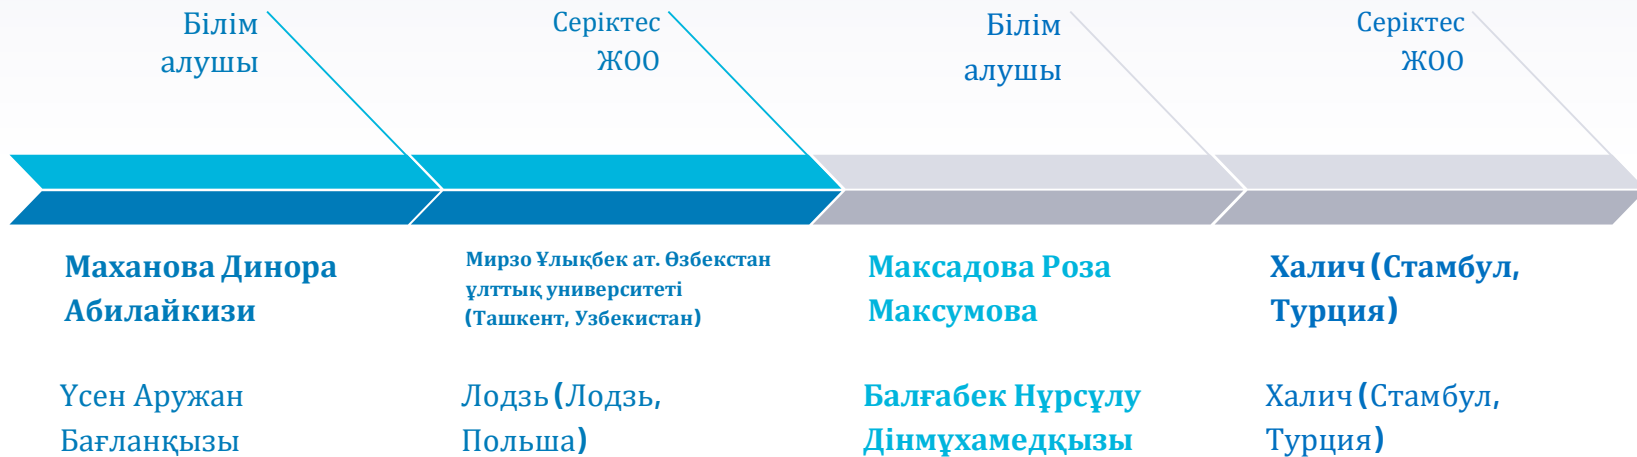 Білім
алушы
Серіктес
ЖОО
Білім
алушы
Серіктес
ЖОО
Маханова Динора
Абилайкизи
Мирзо Ұлықбек ат. Өзбекстан
ұлттық университеті
(Ташкент, Узбекистан)
Максадова Роза
Максумова
Халич (Стамбул,
Турция)
Үсен Аружан
Бағланқызы
Лодзь (Лодзь,
Польша)
Балғабек Нұрсұлу
Дінмұхамедқызы
Халич (Стамбул,
Турция)